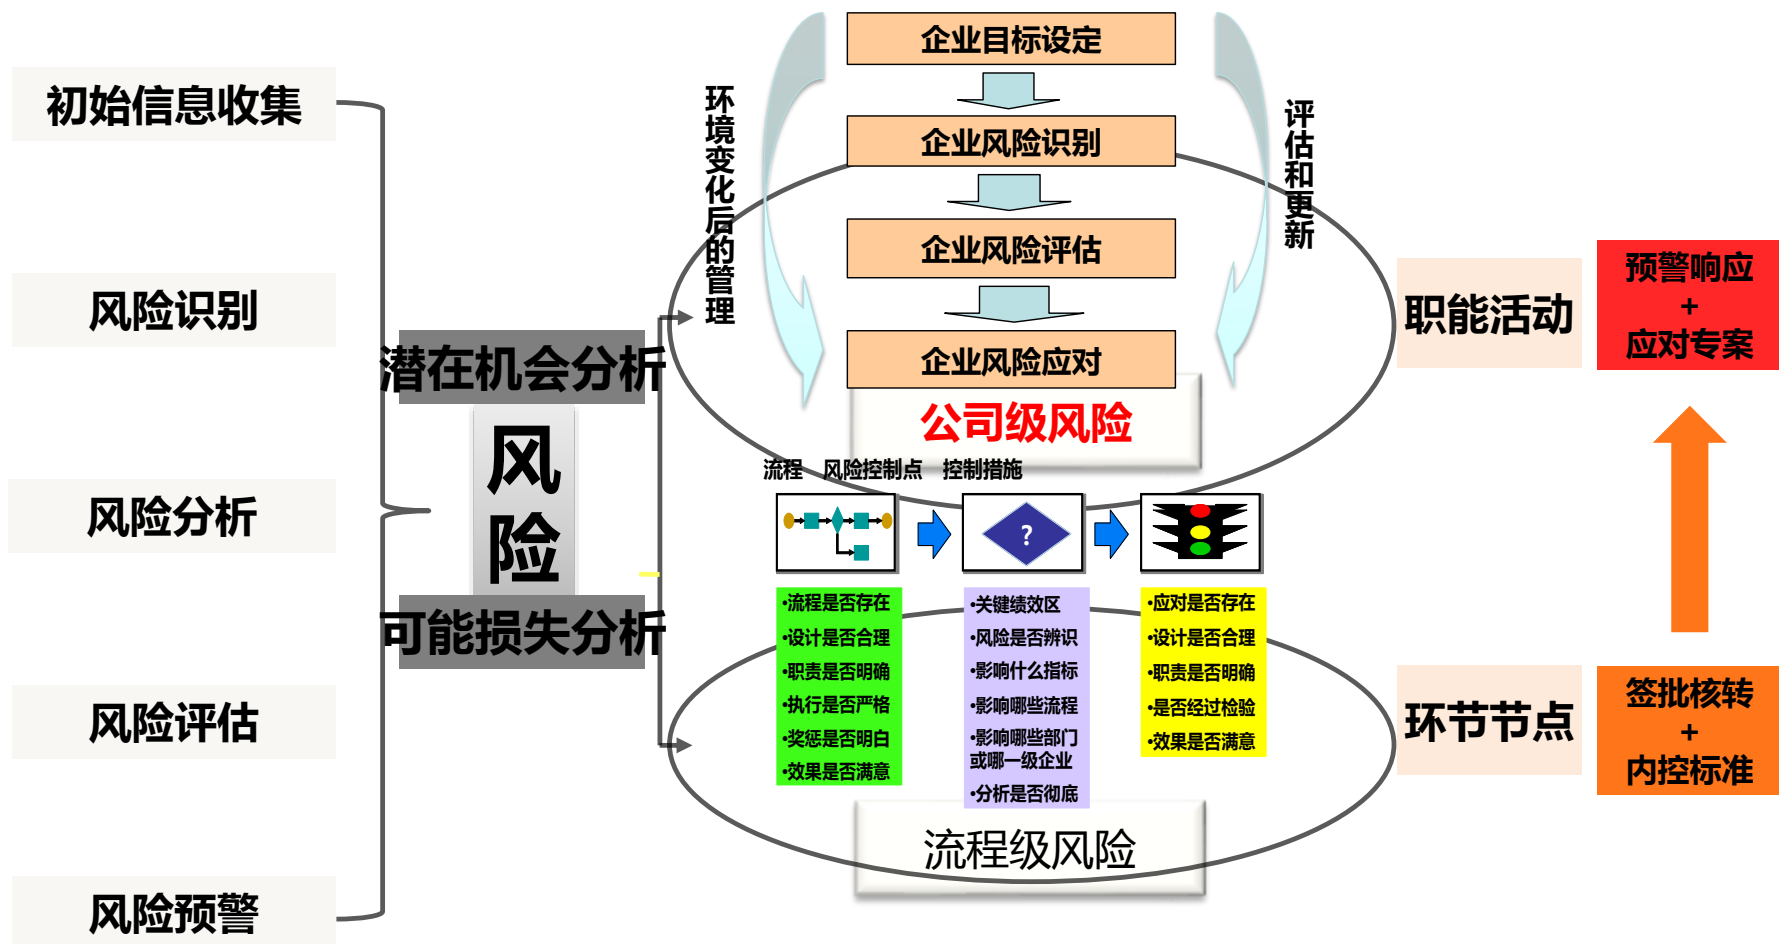 初始信息收集
风险识别
风险分析
风险评估
风险预警
潜在机会分析
风
险
可能损失分析
环境变化后的管理
企业目标设定
企业风险识别
企业风险评估
企业风险应对
评估和更新
公司级风险
流程 风险控制点 控制措施
?
•流程是否存在
•设计是否合理
•职责是否明确
•执行是否严格
•奖惩是否明白
•效果是否满意
•关键绩效区
•风险是否辨识
•影响什么指标
•影响哪些流程
•影响哪些部门
或哪一级企业
•分析是否彻底
•应对是否存在
•设计是否合理
•职责是否明确
•是否经过检验
•效果是否满意
流程级风险
职能活动
预警响应
+
应对专案
环节节点
签批核转
+
内控标准